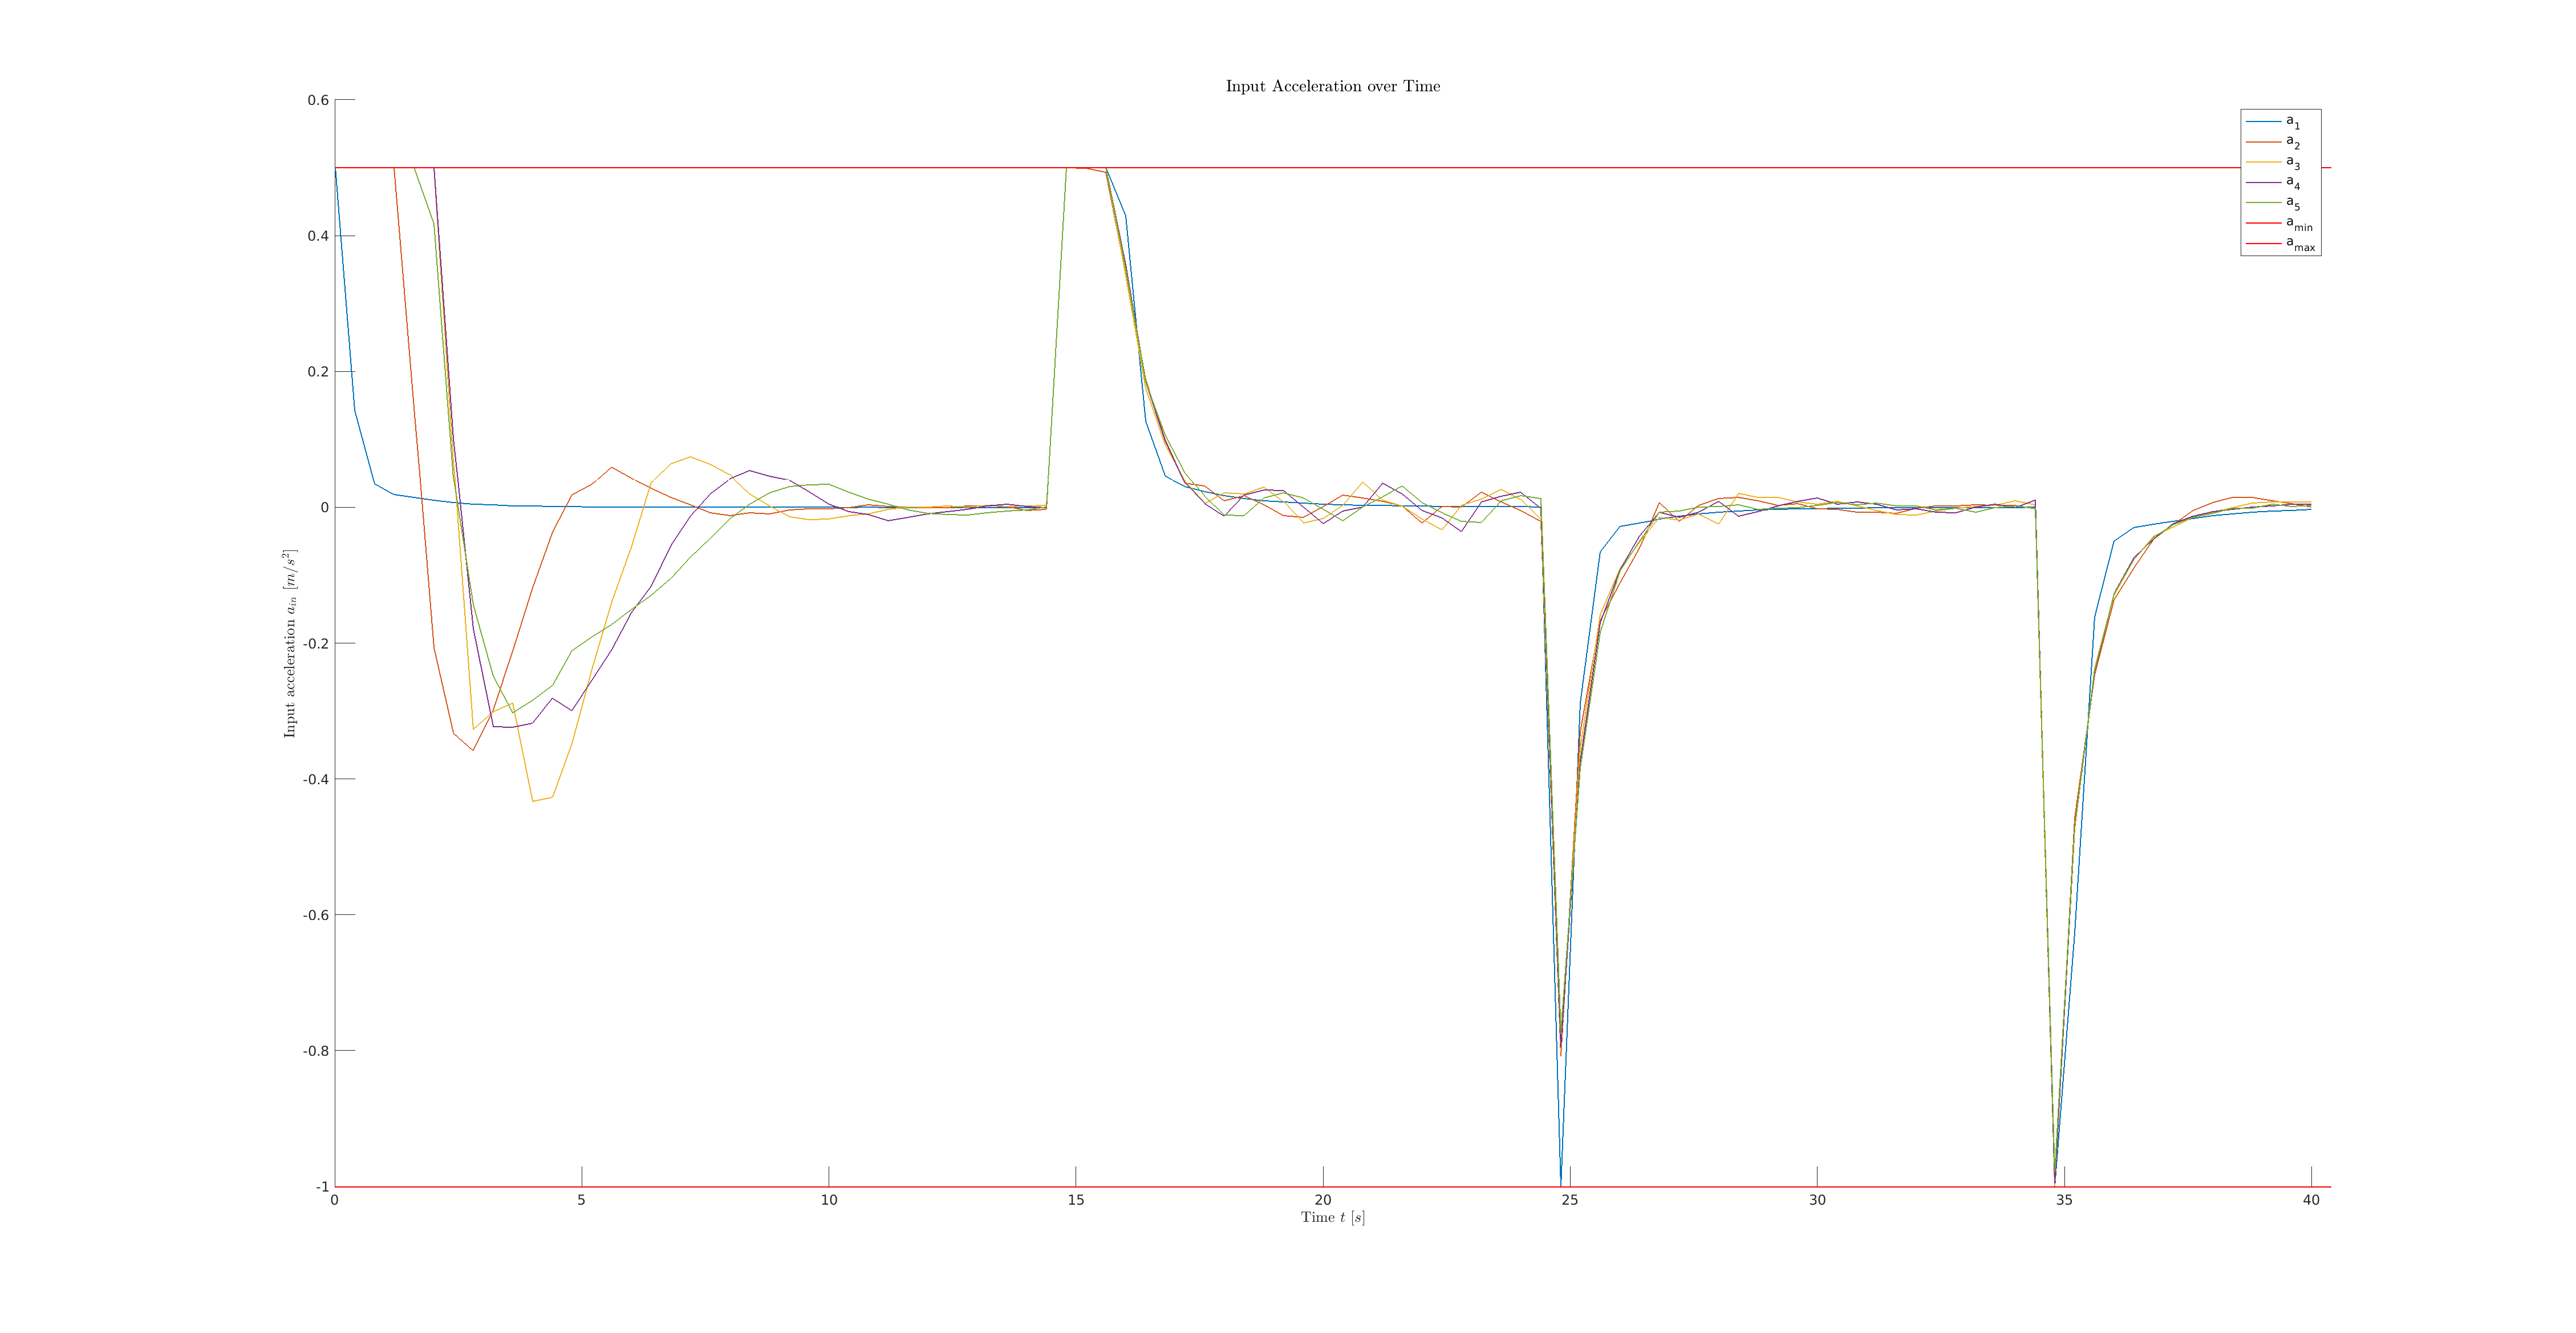 Input Acceleration over Time
0.6
0.4
0.2
0
-0.2
-0.4
-0.6
-0.8
-1
Input acceleration a_in [m/s²]
a_1
a_2
a_3
a_4
a_5
a_min
a_max
0 5 10 15 20 25 30 35 40
Time t [s]